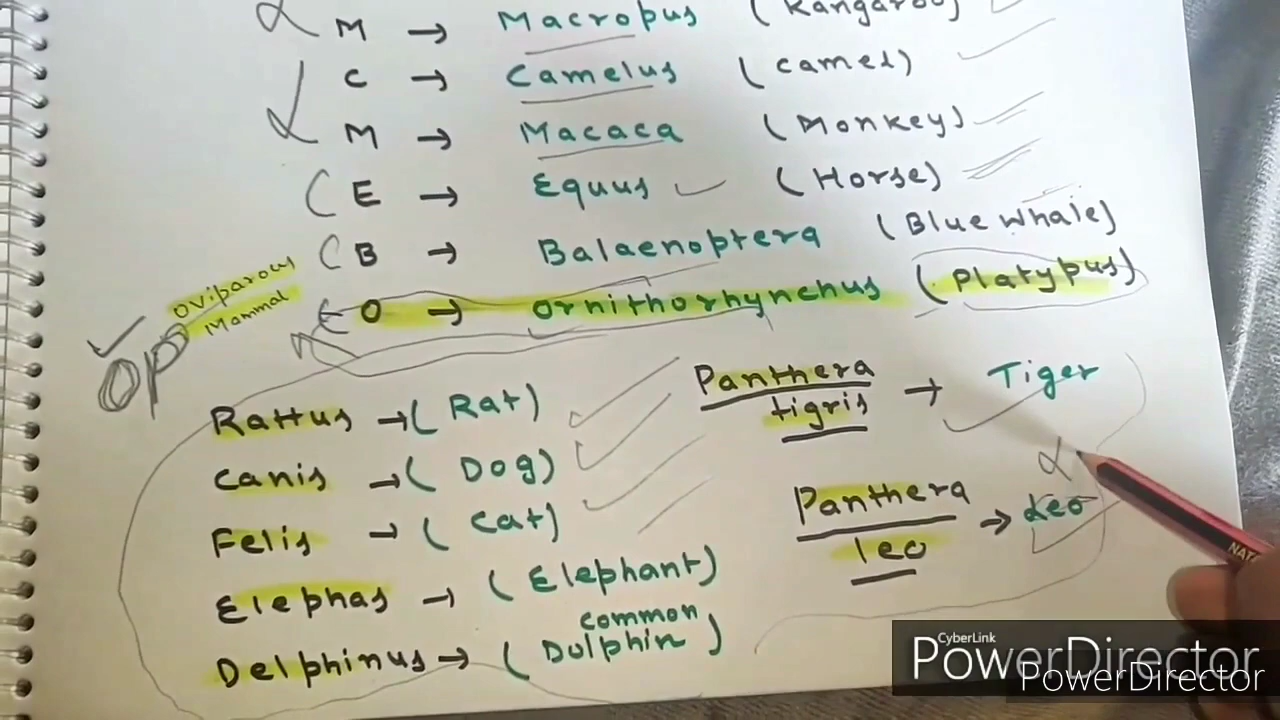 M → Macropus (Kangaroo)
C → Camelus (camel)
M → Macaca (Monkey)
E → Equus (Horse)
B → Balaenoptera (Blue Whale)
O → Ornithorhynchus (Platypus)
Oviparous
Mammal
OP
Rattus → (Rat)
Canis → (Dog)
Felis → (Cat)
Elephas → (Elephant)
Delphinus → (common
Dolphin)
Panthera
tigris → Tiger
Panthera
leo → Leo
NAT
CyberLink
PowerDirector
PowerDirector